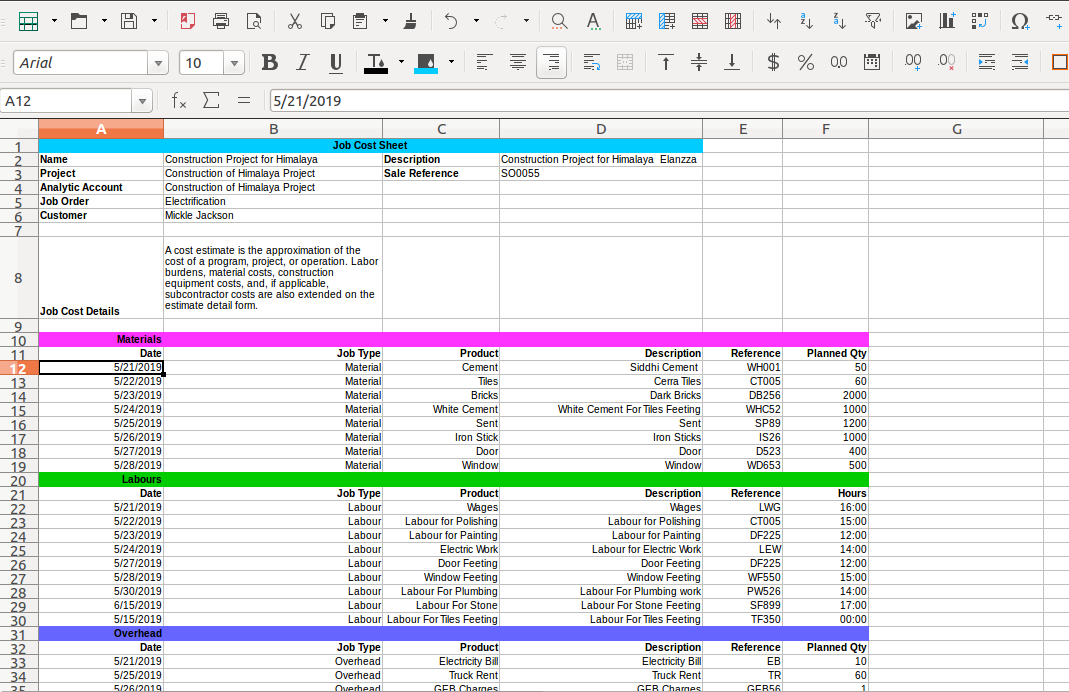 Arial 10
A12 5/21/2019
A B C D E F G
1 Job Cost Sheet
2 Name Construction Project for Himalaya Description Construction Project for Himalaya Elanzza
3 Project Construction of Himalaya Project Sale Reference SO0055
4 Analytic Account Construction of Himalaya Project
5 Job Order Electrification
6 Customer Mickle Jackson
7
A cost estimate is the approximation of the
cost of a program, project, or operation. Labor
burdens, material costs, construction
8 equipment costs, and, if applicable,
subcontractor costs are also extended on the
estimate detail form.
Job Cost Details
9
10 Materials
11 Date Job Type Product Description Reference Planned Qty
12 5/21/2019 Material Cement Siddhi Cement WH001 50
13 5/22/2019 Material Tiles Cerra Tiles CT005 60
14 5/23/2019 Material Bricks Dark Bricks DB256 2000
15 5/24/2019 Material White Cement White Cement For Tiles Feeting WHC52 1000
16 5/25/2019 Material Sent Sent SP89 1200
17 5/26/2019 Material Iron Stick Iron Sticks IS26 1000
18 5/27/2019 Material Door Door D523 400
19 5/28/2019 Material Window Window WD653 500
20 Labours
21 Date Job Type Product Description Reference Hours
22 5/21/2019 Labour Wages Wages LWG 16:00
23 5/22/2019 Labour Labour for Polishing Labour for Polishing CT005 15:00
24 5/23/2019 Labour Labour for Painting Labour for Painting DF225 12:00
25 5/24/2019 Labour Electric Work Labour for Electric Work LEW 14:00
26 5/27/2019 Labour Door Feeting Door Feeting DF225 12:00
27 5/28/2019 Labour Window Feeting Window Feeting WF550 15:00
28 5/30/2019 Labour Labour For Plumbing Labour For Plumbing work PW526 14:00
29 6/15/2019 Labour Labour For Stone Labour For Stone Feeting SF899 17:00
30 5/15/2019 Labour Labour For Tiles Feeting Labour For Tiles Feeting TF350 00:00
31 Overhead
32 Date Job Type Product Description Reference Planned Qty
33 5/21/2019 Overhead Electricity Bill Electricity Bill EB 10
34 5/25/2019 Overhead Truck Rent Truck Rent TR 60
35 5/26/2019 Overhead GEB Charges GEB Charges GEB56 1